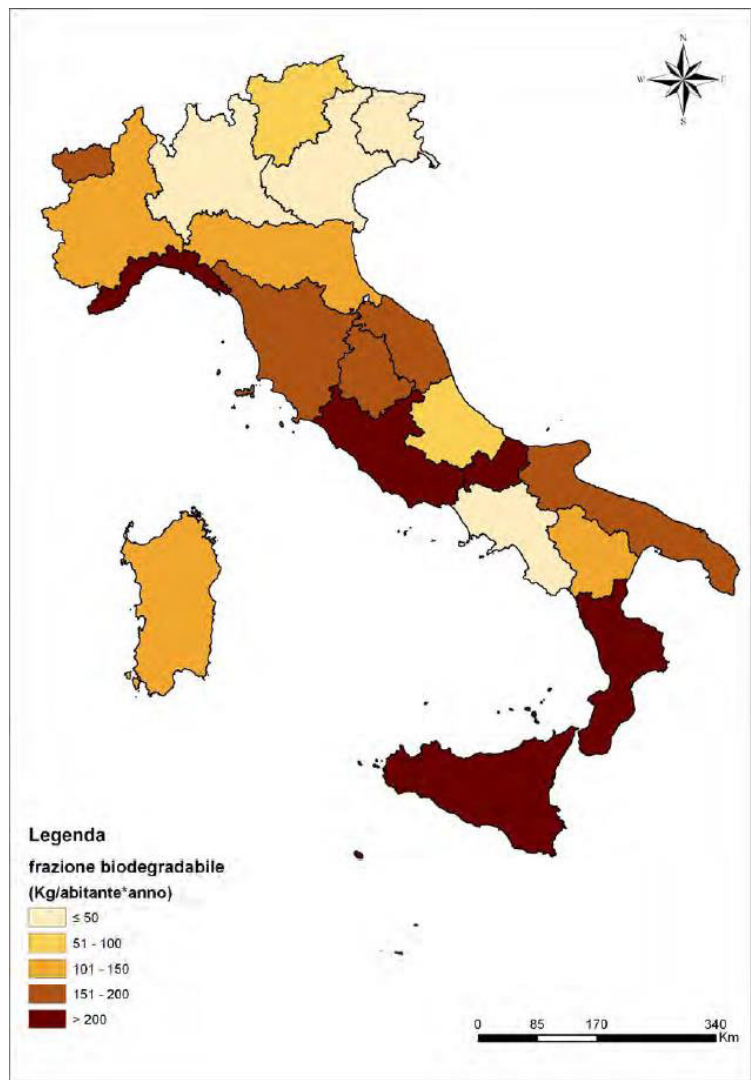 N
W E
S
Legenda
frazione biodegradabile
(Kg/abitante*anno)
≤ 50
51 - 100
101 - 150
151 - 200
> 200
0 85 170 340
Km